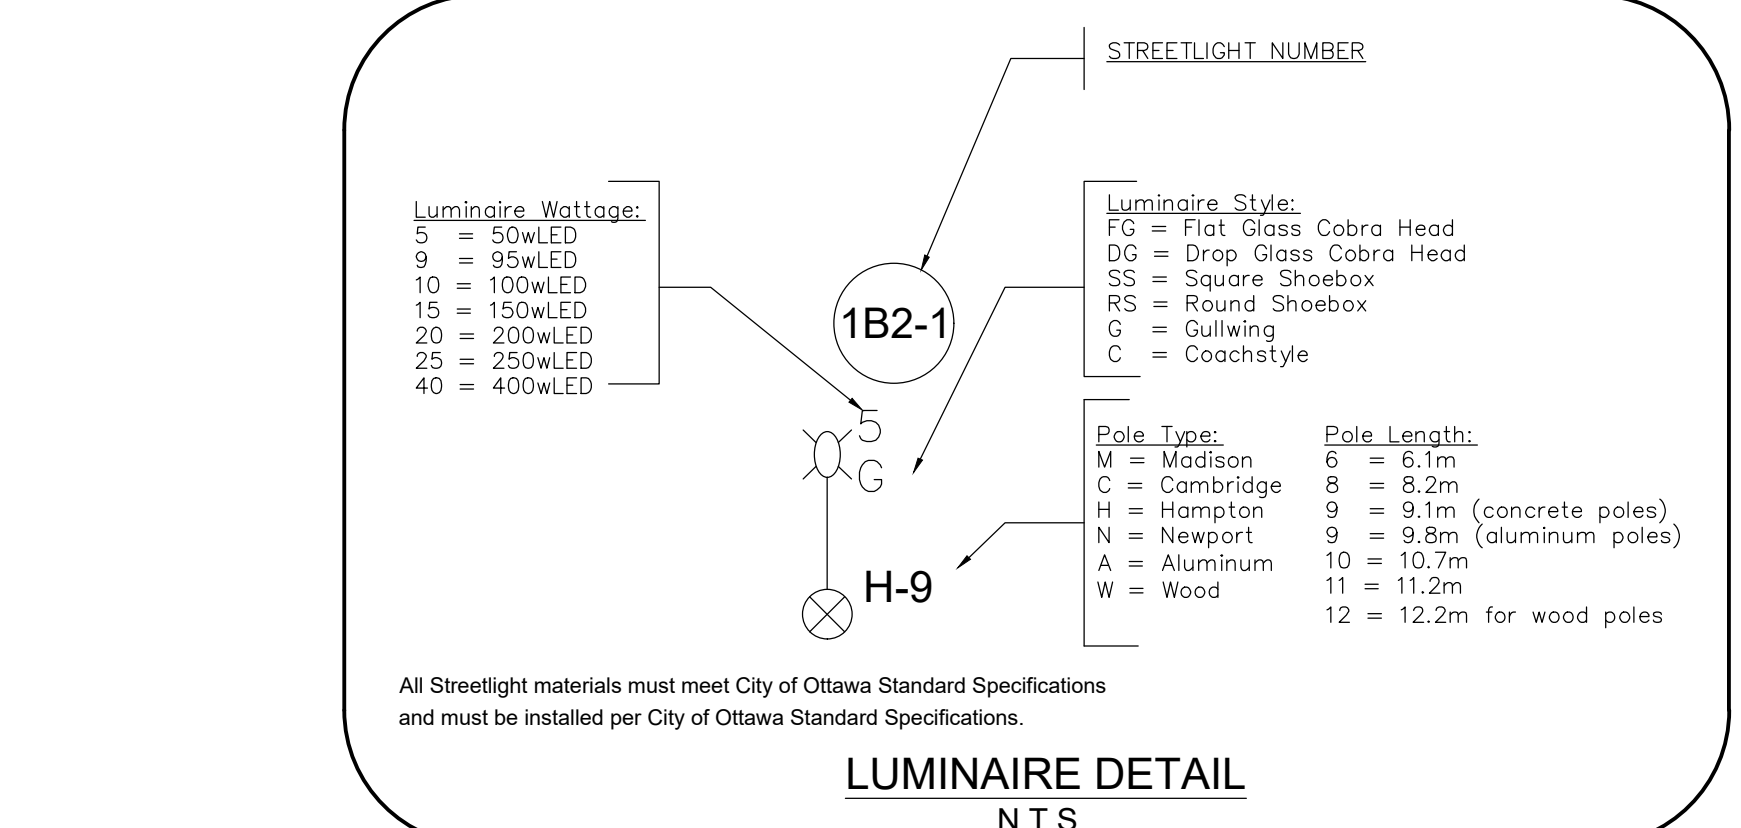 STREETLIGHT NUMBER
Luminaire Wattage:
5 = 50wLED
9 = 95wLED
10 = 100wLED
15 = 150wLED
20 = 200wLED
25 = 250wLED
40 = 400wLED
Luminaire Style:
FG = Flat Glass Cobra Head
DG = Drop Glass Cobra Head
SS = Square Shoebox
RS = Round Shoebox
G = Gullwing
C = Coachstyle
1B2-1
5
G
H-9
Pole Type:
M = Madison
C = Cambridge
H = Hampton
N = Newport
A = Aluminum
W = Wood
Pole Length:
6 = 6.1m
8 = 8.2m
9 = 9.1m (concrete poles)
9 = 9.8m (aluminum poles)
10 = 10.7m
11 = 11.2m
12 = 12.2m for wood poles
All Streetlight materials must meet City of Ottawa Standard Specifications
and must be installed per City of Ottawa Standard Specifications.
LUMINAIRE DETAIL
N T S